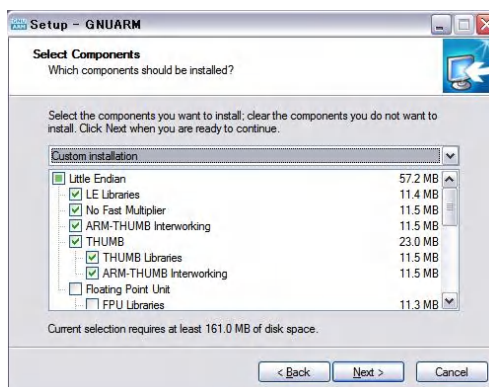 Setup - GNUARM
Select Components
Which components should be installed?
Select the components you want to install; clear the components you do not want to
install. Click Next when you are ready to continue.
Custom installation
Little Endian 57.2 MB
LE Libraries 11.4 MB
No Fast Multiplier 11.5 MB
ARM-THUMB Interworking 11.5 MB
THUMB 23.0 MB
THUMB Libraries 11.5 MB
ARM-THUMB Interworking 11.5 MB
Floating Point Unit
FPU Libraries 11.3 MB
Current selection requires at least 161.0 MB of disk space.
< Back Next > Cancel